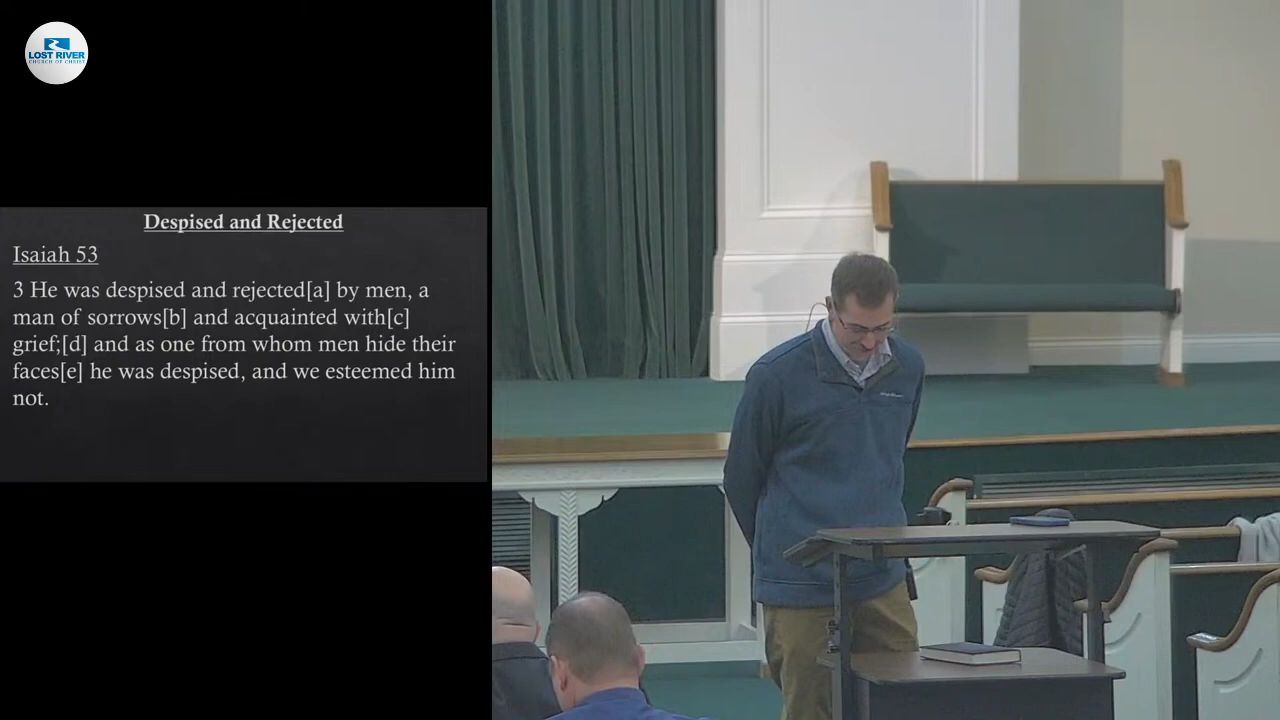 LOST RIVER
CHURCH OF CHRIST
Despised and Rejected
Isaiah 53
3 He was despised and rejected[a] by men, a
man of sorrows[b] and acquainted with[c]
grief;[d] and as one from whom men hide their
faces[e] he was despised, and we esteemed him
not.